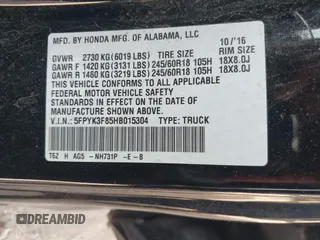 MFD. BY HONDA MFG. OF ALABAMA, LLC 10/'16
GVWR 2730 KG(6019 LBS) TIRE SIZE RIM SIZE
GAWR F 1420 KG(3131 LBS)245/60R18 105H 18X8.0J
GAWR R 1460 KG(3219 LBS)245/60R18 105H 18X8.0J
THIS VEHICLE CONFORMS TO ALL APPLICABLE
FEDERAL MOTOR VEHICLE SAFETY AND THEFT
PREVENTION STANDARDS IN EFFECT ON THE DATE
OF MANUFACTURE SHOWN ABOVE.
V.I.N: 5FPYK3F85HB015304 TYPE: TRUCK
T6Z H AG5 -NH731P -E -B
DREAMBID